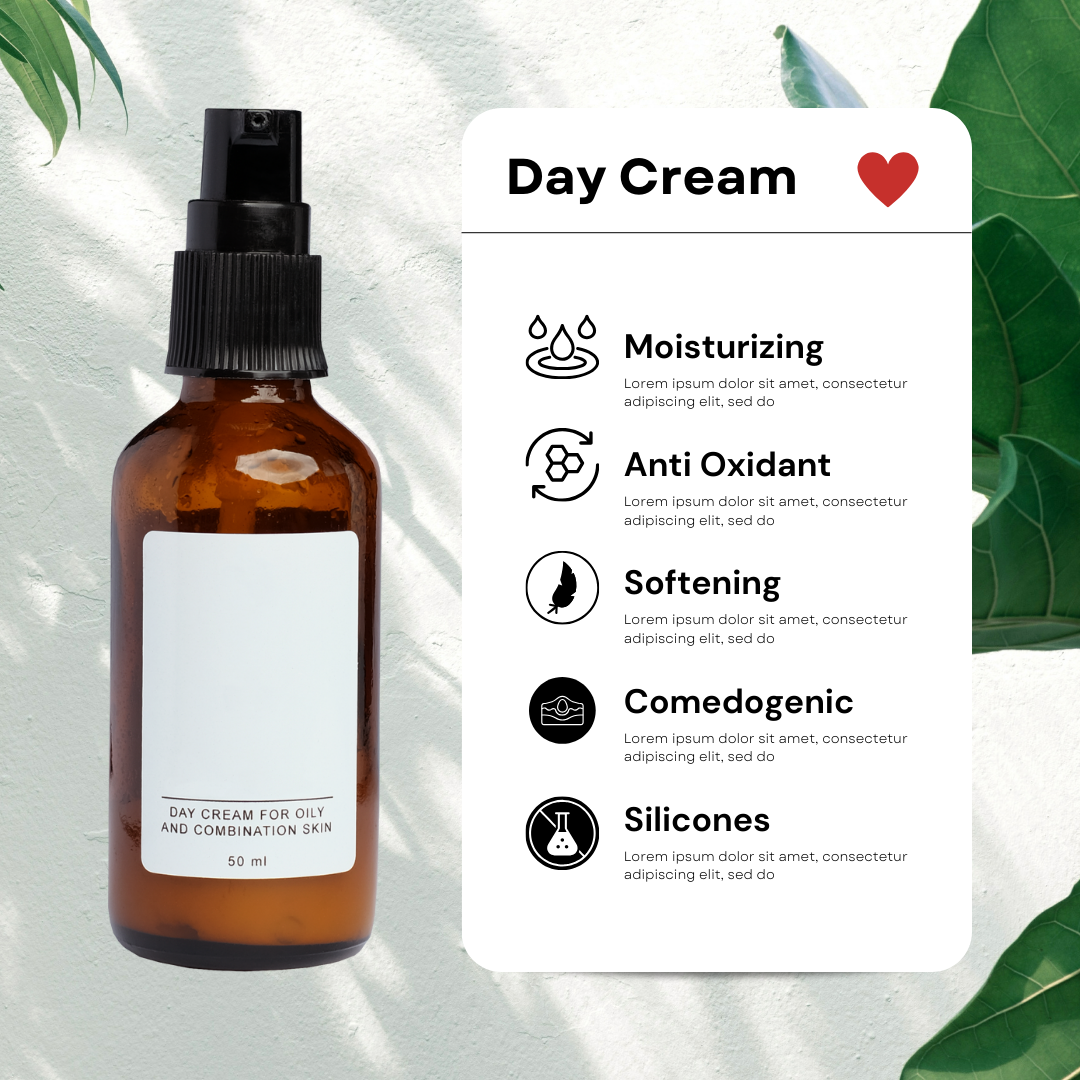 Day Cream
Moisturizing
Lorem ipsum dolor sit amet, consectetur
adipiscing elit, sed do
Anti Oxidant
Lorem ipsum dolor sit amet, consectetur
adipiscing elit, sed do
Softening
Lorem ipsum dolor sit amet, consectetur
adipiscing elit, sed do
Comedogenic
Lorem ipsum dolor sit amet, consectetur
adipiscing elit, sed do
Silicones
Lorem ipsum dolor sit amet, consectetur
adipiscing elit, sed do
DAY CREAM FOR OILY
AND COMBINATION SKIN
50 ml